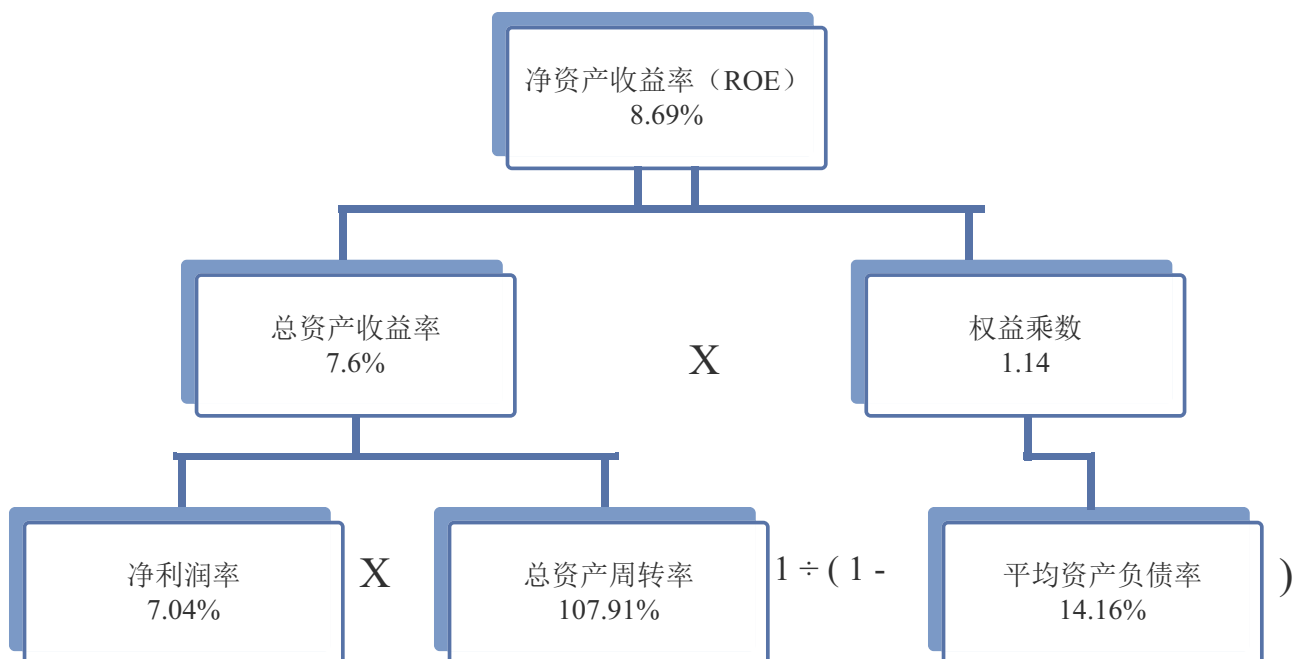 净资产收益率（ROE）
8.69%
总资产收益率
7.6%
X
权益乘数
1.14
净利润率
7.04%
X
总资产周转率
107.91%
1 ÷ ( 1 -
平均资产负债率
14.16%
)